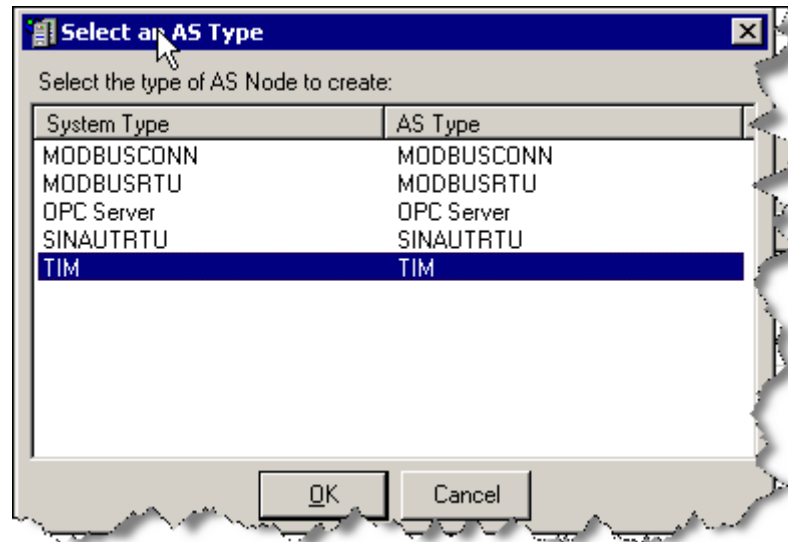 Select an AS Type
Select the type of AS Node to create:
System Type AS Type
MODBUSCONN MODBUSCONN
MODBUSRTU MODBUSRTU
OPC Server OPC Server
SINAUTRTU SINAUTRTU
TIM TIM
OK Cancel